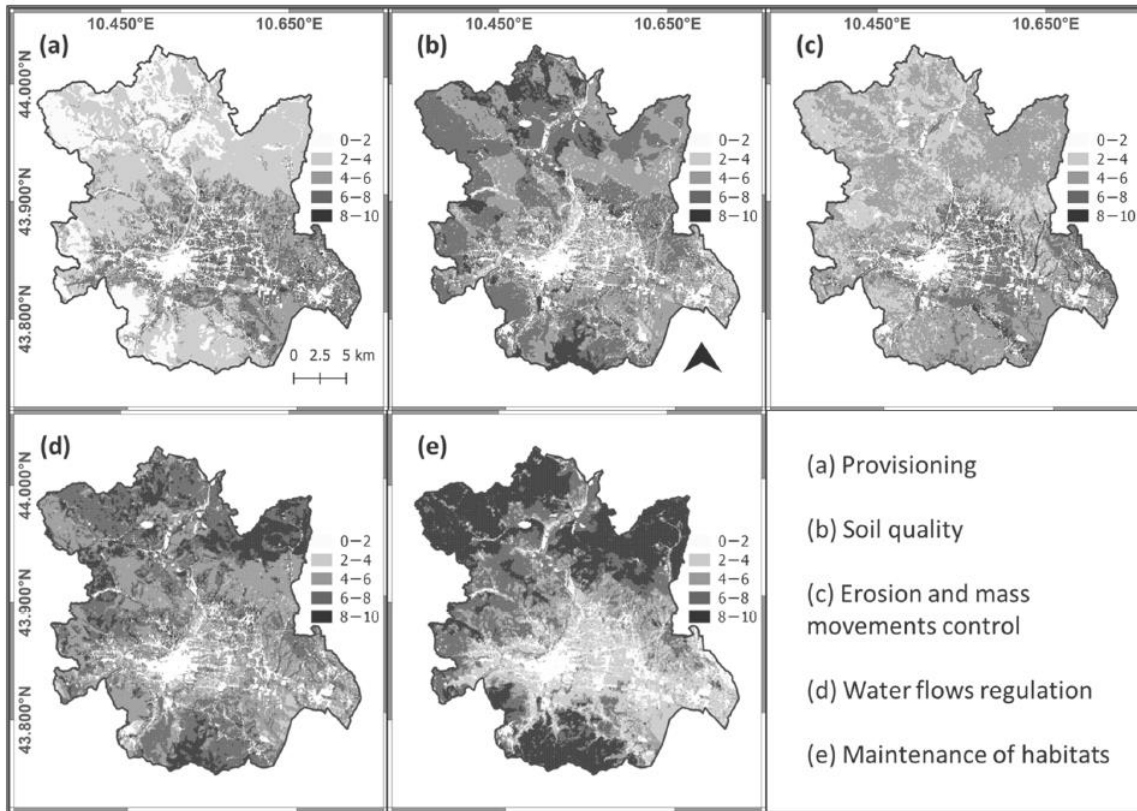 10.450°E 10.650°E
10.450°E 10.650°E
(a)
(b)
(c)
44.000°N
43.900°N
43.800°N
0–2
2–4
4–6
6–8
8–10
0–2
2–4
4–6
6–8
8–10
0–2
2–4
4–6
6–8
8–10
0 2.5 5 km
(d)
(e)
44.000°N
43.900°N
43.800°N
0–2
2–4
4–6
6–8
8–10
0–2
2–4
4–6
6–8
8–10
(a) Provisioning
(b) Soil quality
(c) Erosion and mass
movements control
(d) Water flows regulation
(e) Maintenance of habitats